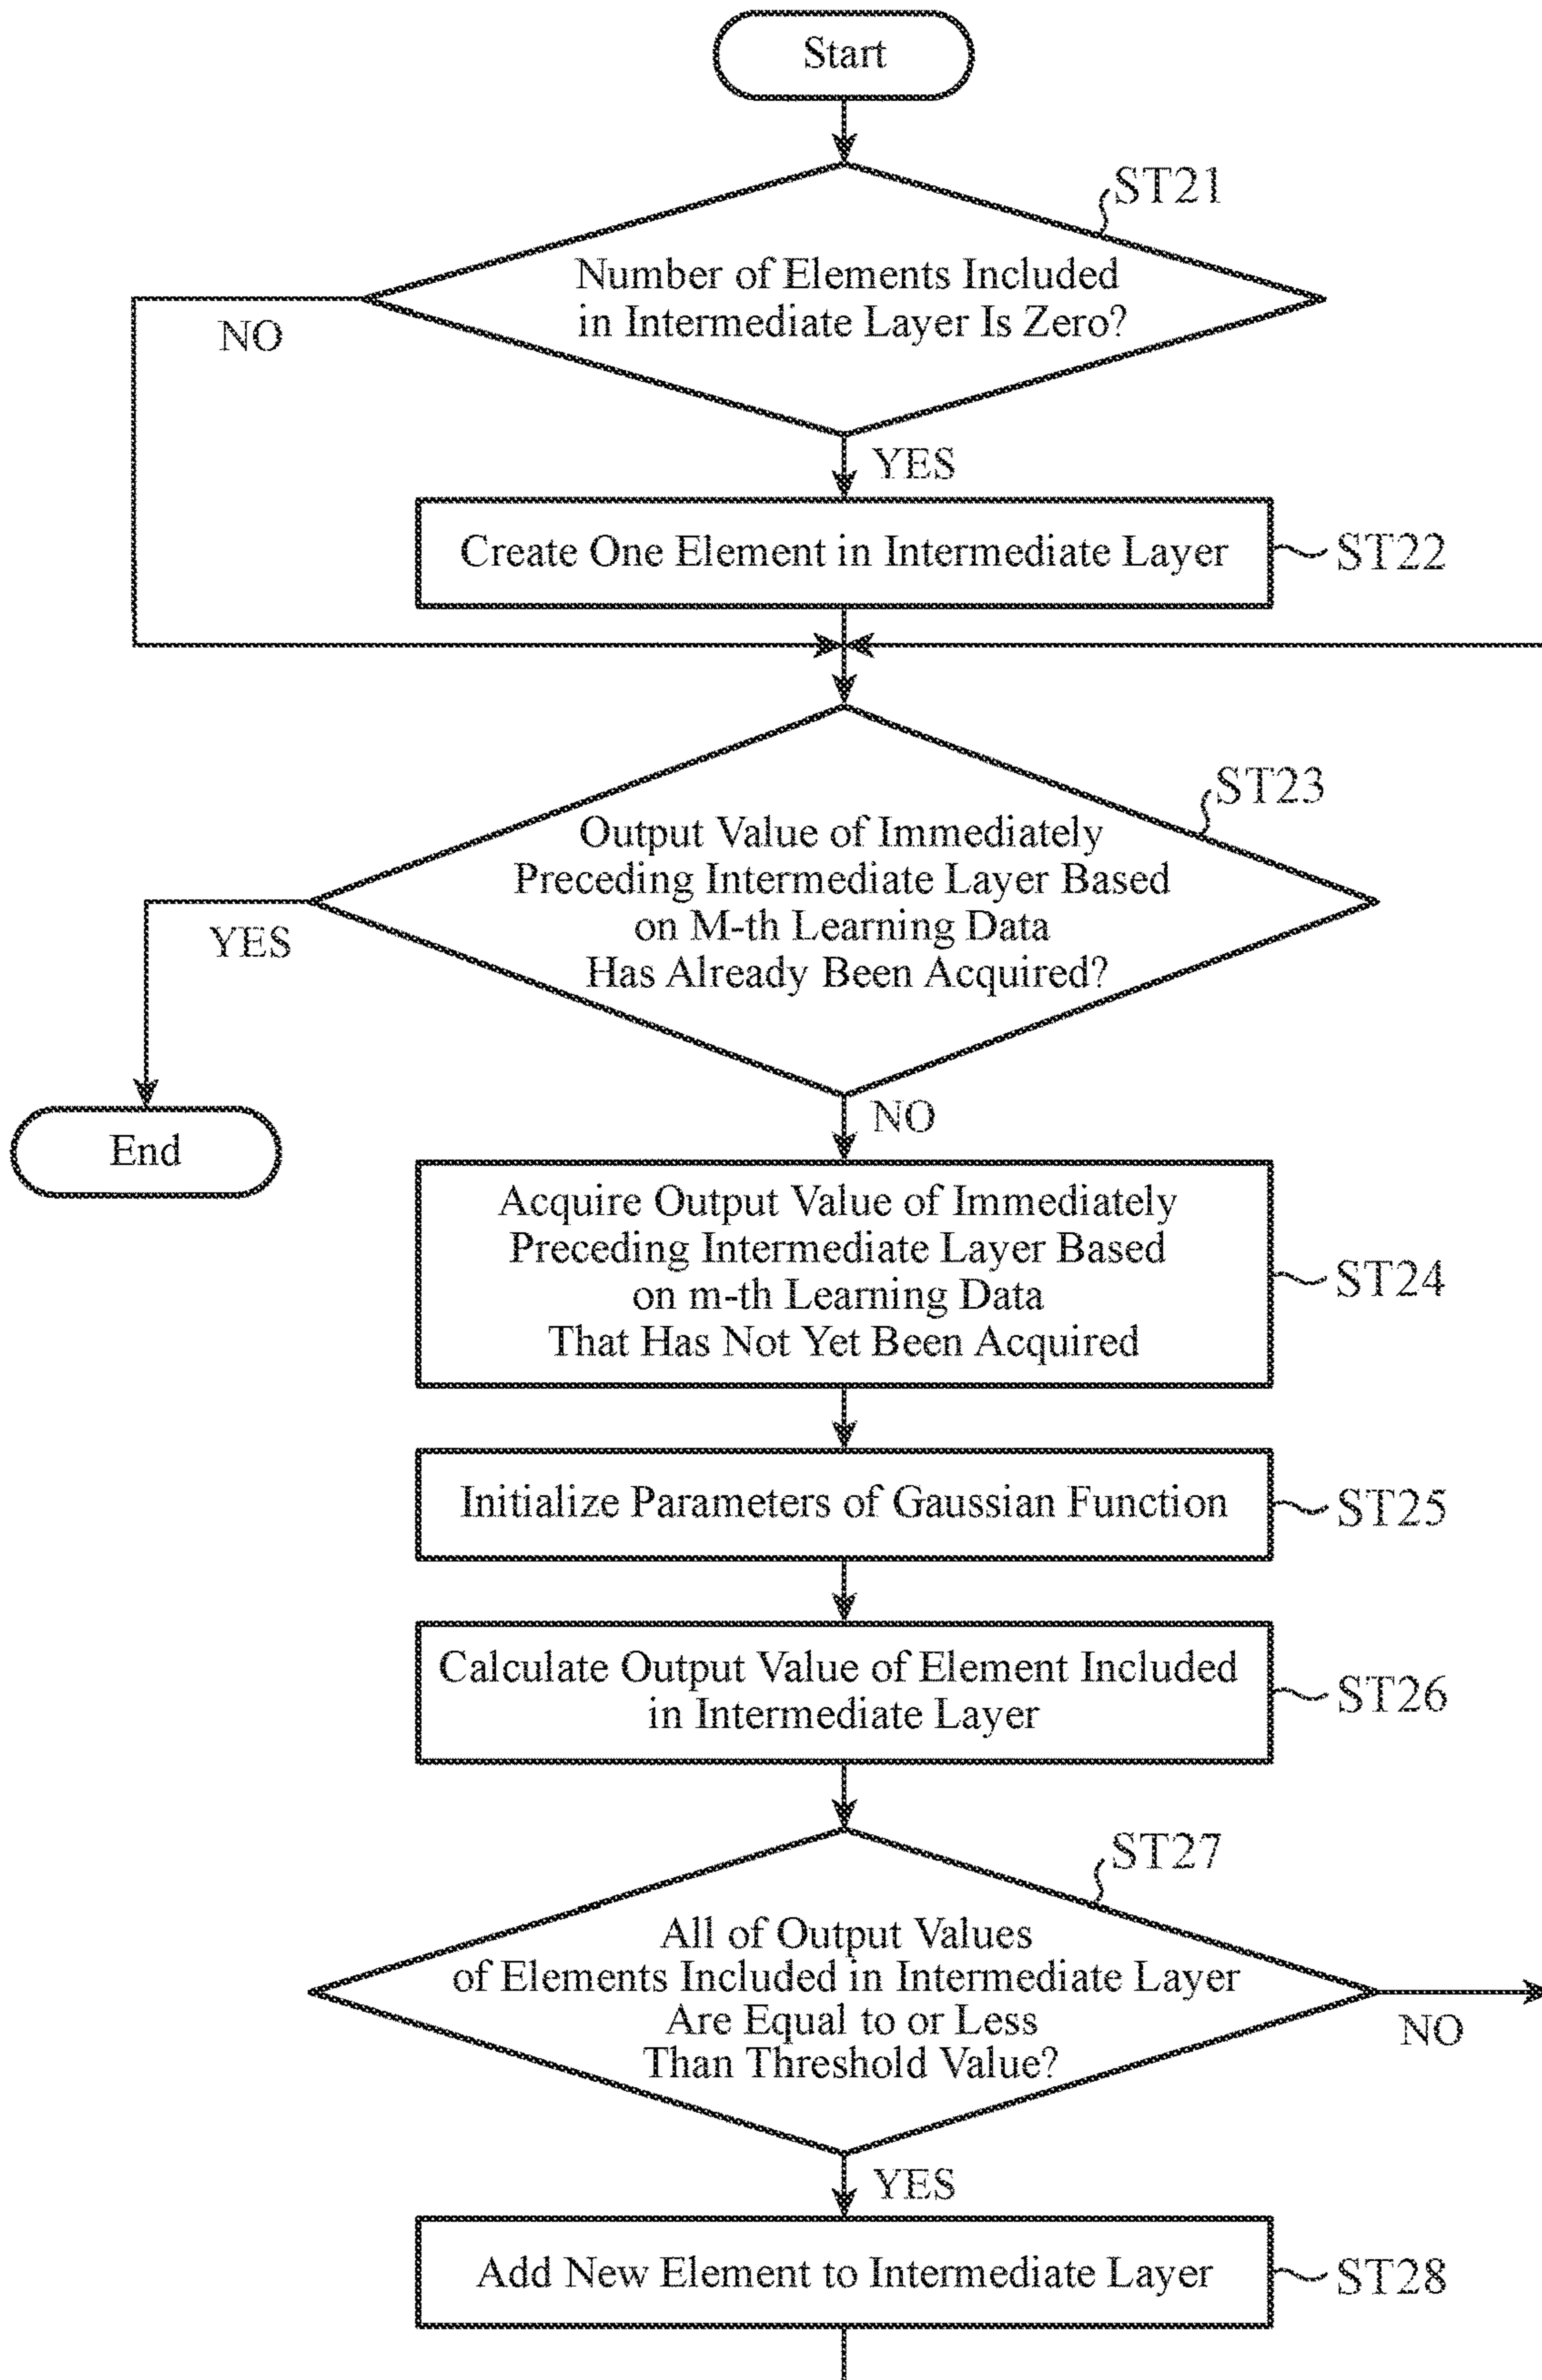 Start
ST21
Number of Elements Included
in Intermediate Layer Is Zero?
NO
YES
Create One Element in Intermediate Layer
ST22
ST23
Output Value of Immediately
Preceding Intermediate Layer Based
on M-th Learning Data
Has Already Been Acquired?
YES
End
NO
Acquire Output Value of Immediately
Preceding Intermediate Layer Based
on m-th Learning Data
That Has Not Yet Been Acquired
ST24
Initialize Parameters of Gaussian Function
ST25
Calculate Output Value of Element Included
in Intermediate Layer
ST26
ST27
All of Output Values
of Elements Included in Intermediate Layer
Are Equal to or Less
Than Threshold Value?
NO
YES
Add New Element to Intermediate Layer
ST28